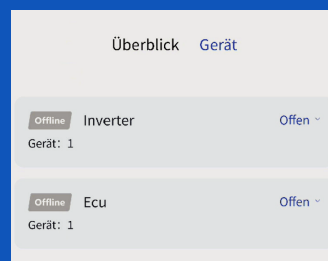 Überblick Gerät
Offline Inverter Offen
Gerät: 1
Offline Ecu Offen
Gerät: 1